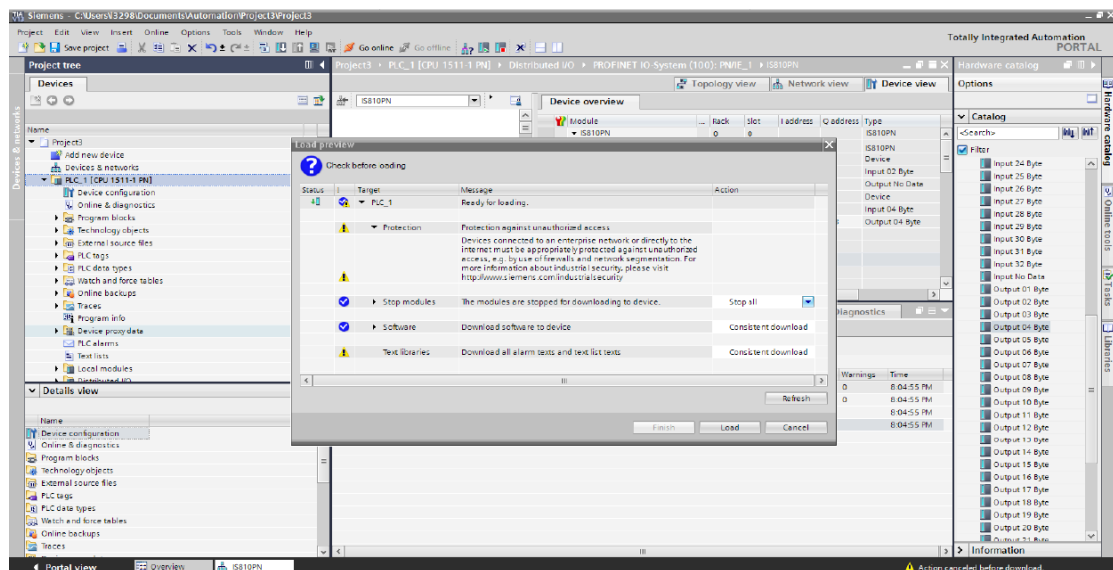 Siemens - C:\Users\3298\Documents\Automation\Project3\Project3
Project Edit View Insert Online Options Tools Window Help
Totally Integrated Automation
PORTAL
Save project
Go online
Go offline
Project tree
Project3 › PLC_1 [CPU 1511-1 PN] › Distributed I/O › PROFINET IO-System (100): PN/IE_1 › IS810PN
Hardware catalog
Devices
Topology view
Network view
Device view
Options
IS810PN
Device overview
Module
... Rack Slot I address Q address Type
IS810PN 0 0 IS810PN
IS810PN
Device
Input 02 Byte
Output No Data
Device
Input 04 Byte
Output 04 Byte
Name
Project3
Add new device
Devices & networks
PLC_1 [CPU 1511-1 PN]
Device configuration
Online & diagnostics
Program blocks
Technology objects
External source files
PLC tags
PLC data types
Watch and force tables
Online backups
Traces
Program info
Device proxy data
PLC alarms
Text lists
Local modules
Distributed I/O
Load preview
Check before loading
Status ! Target Message Action
PLC_1 Ready for loading.
Protection Protection against unauthorized access
Devices connected to an enterprise network or directly to the
internet must be appropriately protected against unauthorized
access, e.g. by use of firewalls and network segmentation. For
more information about industrial security, please visit
http://www.siemens.com/industrialsecurity
Stop modules The modules are stopped for downloading to device. Stop all
Software Download software to device Consistent download
Text libraries Download all alarm texts and text list texts Consistent download
Refresh
Finish
Load
Cancel
Diagnostics
Warnings Time
0 8:04:55 PM
0 8:04:55 PM
8:04:55 PM
8:04:55 PM
Details view
Name
Device configuration
Online & diagnostics
Program blocks
Technology objects
External source files
PLC tags
PLC data types
Watch and force tables
Online backups
Traces
Catalog
<Search>
Filter
Input 24 Byte
Input 25 Byte
Input 26 Byte
Input 27 Byte
Input 28 Byte
Input 29 Byte
Input 30 Byte
Input 31 Byte
Input 32 Byte
Input No Data
Output 01 Byte
Output 02 Byte
Output 03 Byte
Output 04 Byte
Output 05 Byte
Output 06 Byte
Output 07 Byte
Output 08 Byte
Output 09 Byte
Output 10 Byte
Output 11 Byte
Output 12 Byte
Output 13 Byte
Output 14 Byte
Output 15 Byte
Output 16 Byte
Output 17 Byte
Output 18 Byte
Output 19 Byte
Output 20 Byte
Output 21 Byte
Information
Devices & networks
Hardware catalog
Online tools
Tasks
Libraries
Portal view
Overview
IS810PN
Action canceled before download.